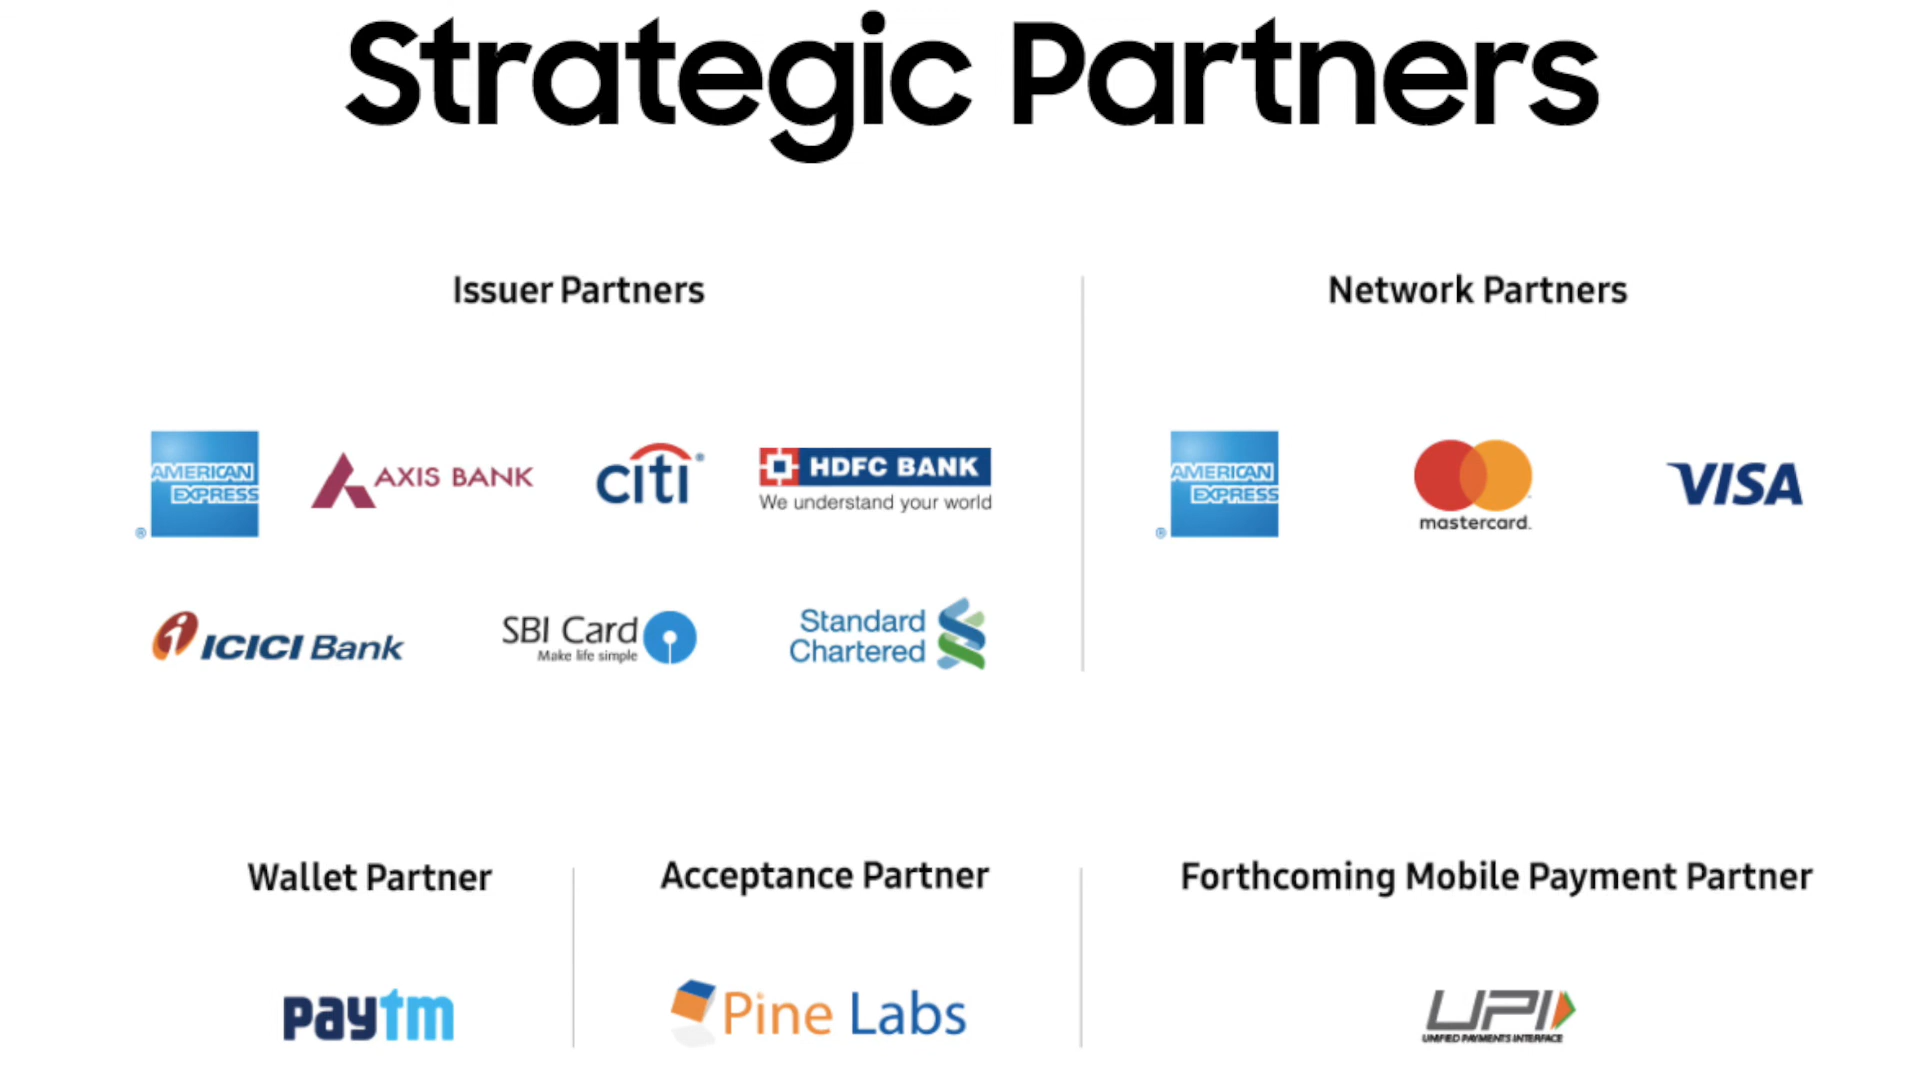 Strategic Partners
Issuer Partners
Network Partners
AMERICAN
EXPRESS
®
AXIS BANK
citi®
HDFC BANK
We understand your world
AMERICAN
EXPRESS
®
mastercard.
VISA
ICICI Bank
SBI Card
Make life simple
Standard
Chartered
Wallet Partner
Acceptance Partner
Forthcoming Mobile Payment Partner
paytm
Pine Labs
UPI
UNIFIED PAYMENTS INTERFACE